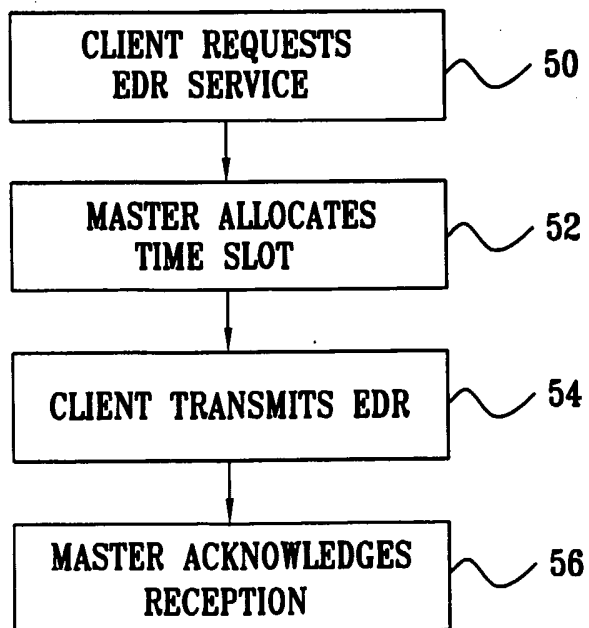 CLIENT REQUESTS
EDR SERVICE
50
MASTER ALLOCATES
TIME SLOT
52
CLIENT TRANSMITS EDR
54
MASTER ACKNOWLEDGES
RECEPTION
56